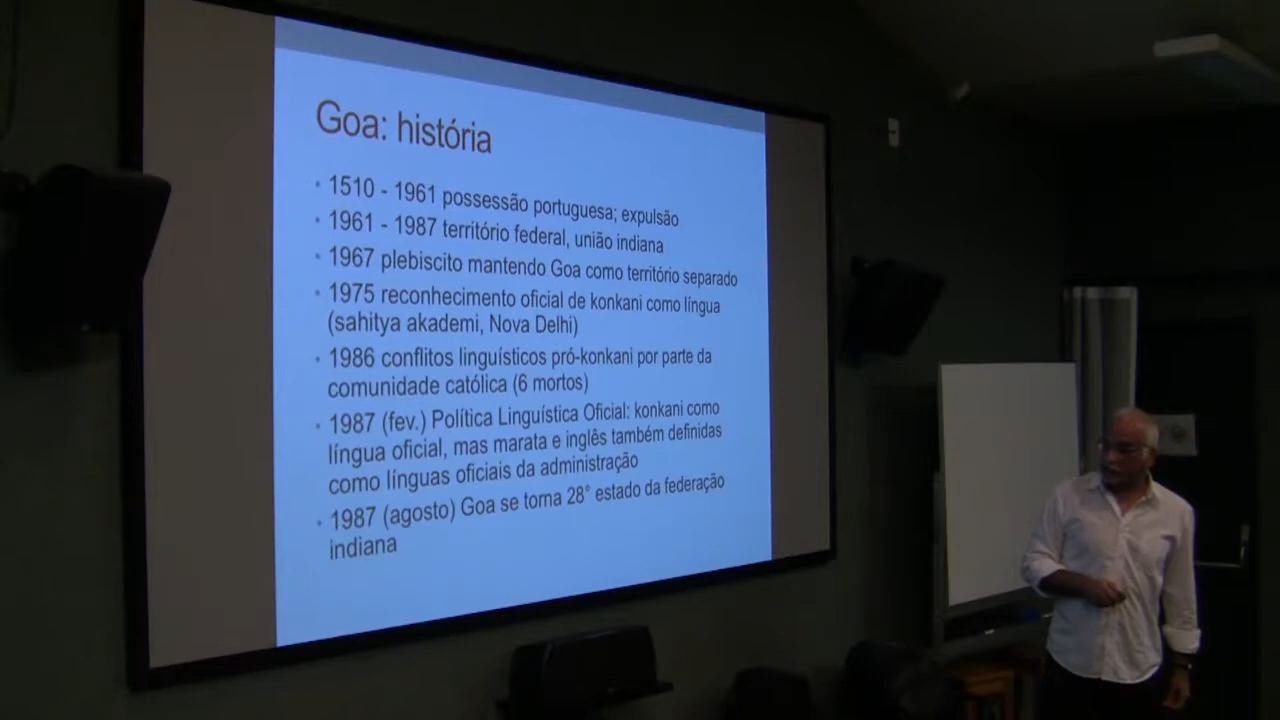 Goa: história
• 1510 - 1961 possessão portuguesa; expulsão
• 1961 - 1987 território federal, união indiana
• 1967 plebiscito mantendo Goa como território separado
• 1975 reconhecimento oficial de konkani como língua
(sahitya akademi, Nova Delhi)
• 1986 conflitos linguísticos pró-konkani por parte da
comunidade católica (6 mortos)
• 1987 (fev.) Política Linguística Oficial: konkani como
língua oficial, mas marata e inglês também definidas
como línguas oficiais da administração
• 1987 (agosto) Goa se torna 28° estado da federação
indiana